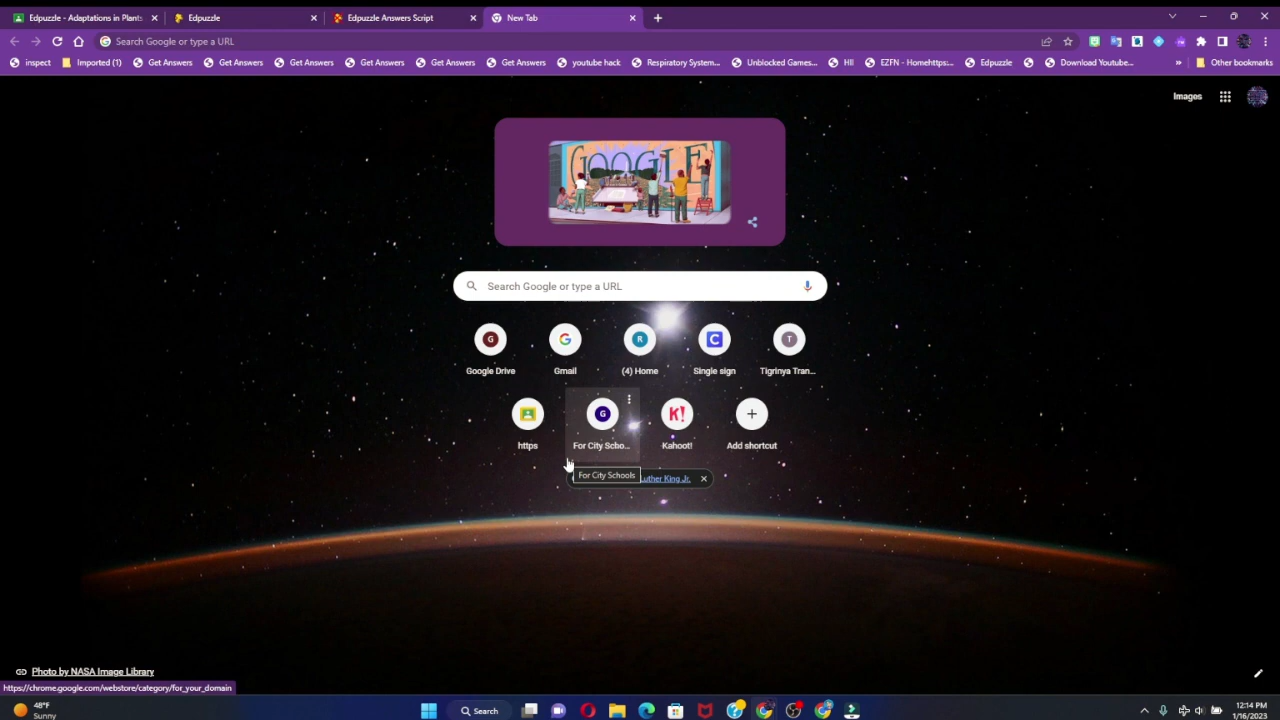 Edpuzzle - Adaptations in Plants
Edpuzzle
Edpuzzle Answers Script
New Tab
Search Google or type a URL
inspect
Imported (1)
Get Answers
Get Answers
Get Answers
Get Answers
Get Answers
Get Answers
youtube hack
Respiratory System...
Unblocked Games...
HII
EZFN - Homehttps:...
Edpuzzle
Download Youtube...
Other bookmarks
Images
GOOGLE
Search Google or type a URL
Google Drive
Gmail
(4) Home
Single sign
Tigrinya Tran...
https
For City Scho...
Kahoot!
Add shortcut
For City Schools
Luther King Jr.
Photo by NASA Image Library
https://chrome.google.com/webstore/category/for_your_domain
48°F
Sunny
Search
12:14 PM
1/16/2023